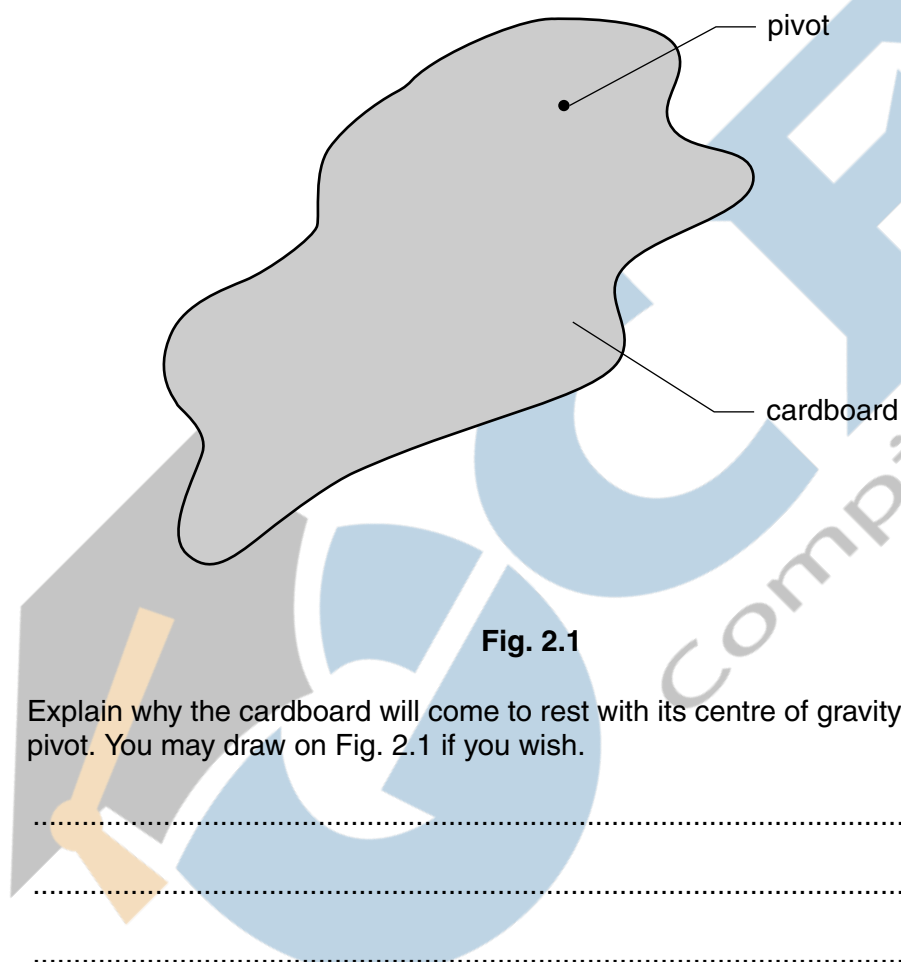 pivot
cardboard
Fig. 2.1
Explain why the cardboard will come to rest with its centre of gravity
pivot. You may draw on Fig. 2.1 if you wish.
..........................................................................................
..........................................................................................
..........................................................................................